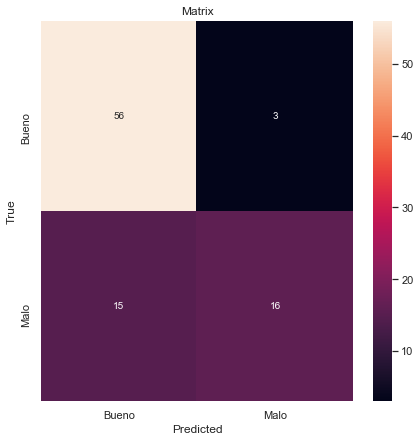 Matrix
Bueno
56
3
True
Malo
15
16
Bueno
Malo
Predicted
50
40
30
20
10